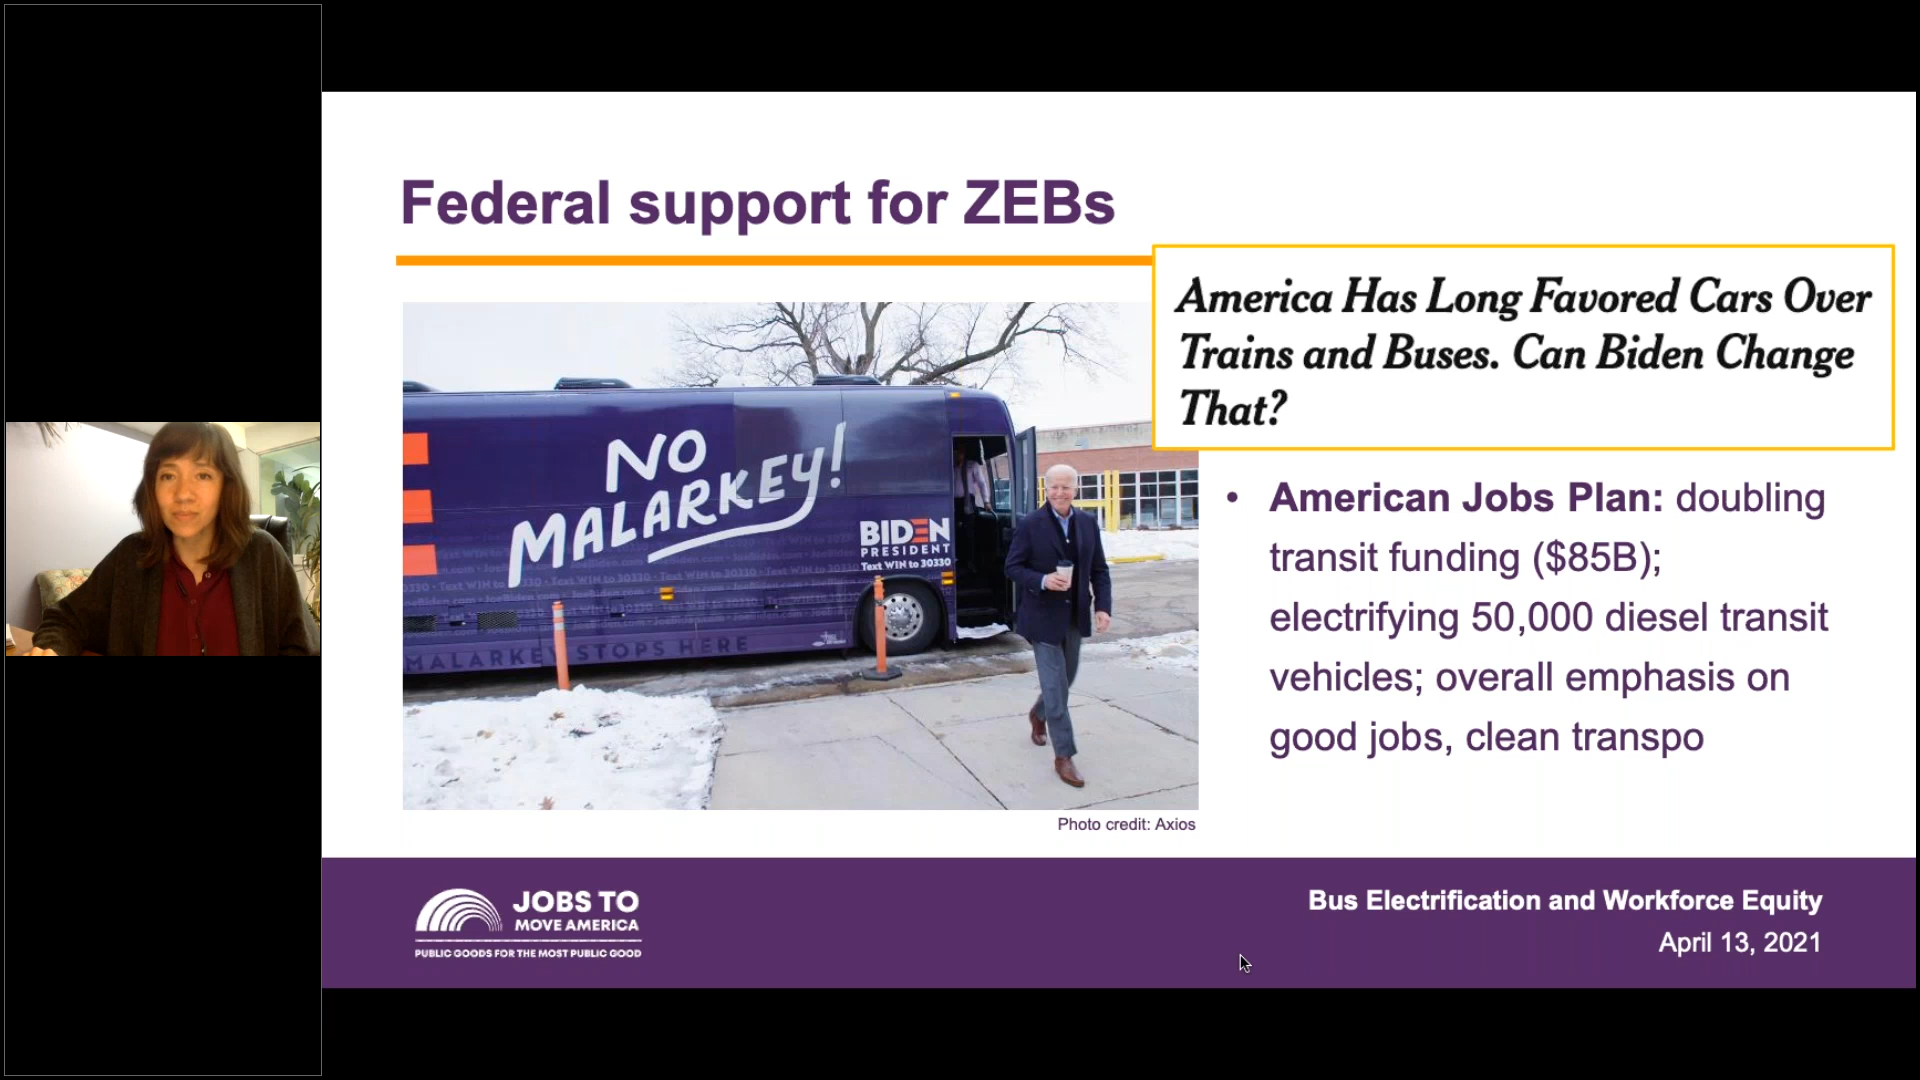 Federal support for ZEBs
America Has Long Favored Cars Over
Trains and Buses. Can Biden Change
That?
NO
MALARKEY!
BIDEN
PRESIDENT
Text WIN to 30330
MALARKEY STOPS HERE
• American Jobs Plan: doubling
transit funding ($85B);
electrifying 50,000 diesel transit
vehicles; overall emphasis on
good jobs, clean transpo
Photo credit: Axios
JOBS TO
MOVE AMERICA
PUBLIC GOODS FOR THE MOST PUBLIC GOOD
Bus Electrification and Workforce Equity
April 13, 2021